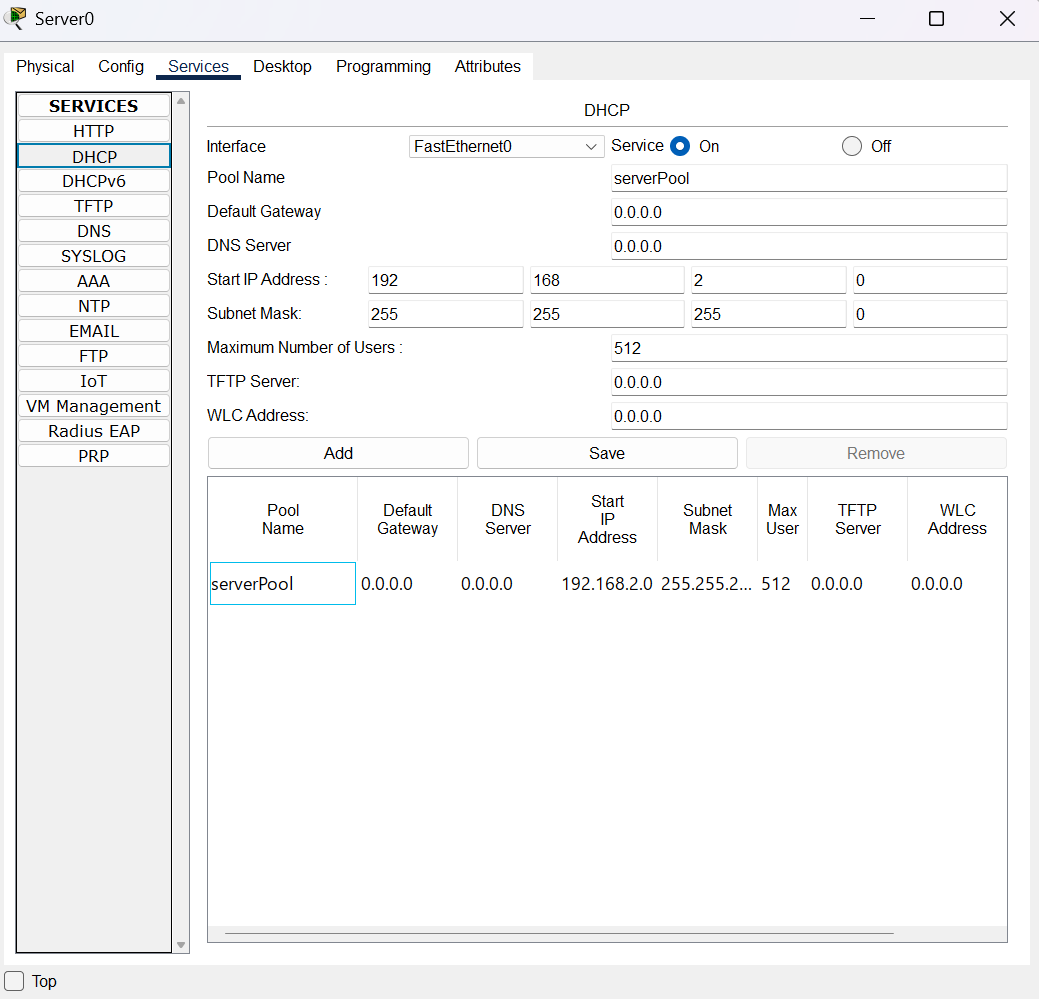 Server0
Physical Config Services Desktop Programming Attributes
SERVICES
HTTP
DHCP
DHCPv6
TFTP
DNS
SYSLOG
AAA
NTP
EMAIL
FTP
IoT
VM Management
Radius EAP
PRP
DHCP
Interface FastEthernet0 Service On Off
Pool Name serverPool
Default Gateway 0.0.0.0
DNS Server 0.0.0.0
Start IP Address : 192 168 2 0
Subnet Mask: 255 255 255 0
Maximum Number of Users : 512
TFTP Server: 0.0.0.0
WLC Address: 0.0.0.0
Add Save Remove
Pool Name Default Gateway DNS Server Start IP Address Subnet Mask Max User TFTP Server WLC Address
serverPool 0.0.0.0 0.0.0.0 192.168.2.0 255.255.2... 512 0.0.0.0 0.0.0.0
Top